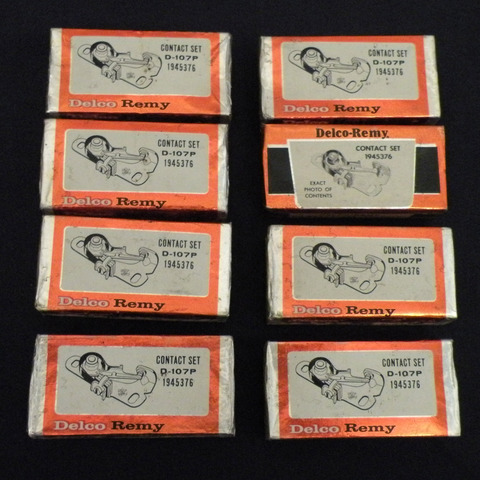 CONTACT SET
D-107P
1945376
Delco Remy
CONTACT SET
D-107P
1945376
Delco Remy
CONTACT SET
D-107P
1945376
Delco Remy
Delco-Remy.
CONTACT SET
1945376
EXACT
PHOTO OF
CONTENTS
CONTACT SET
D-107P
1945376
Delco Remy
CONTACT SET
D-107P
1945376
Delco Remy
CONTACT SET
D-107P
1945376
Delco Remy
CONTACT SET
D-107P
1945376
Delco Remy